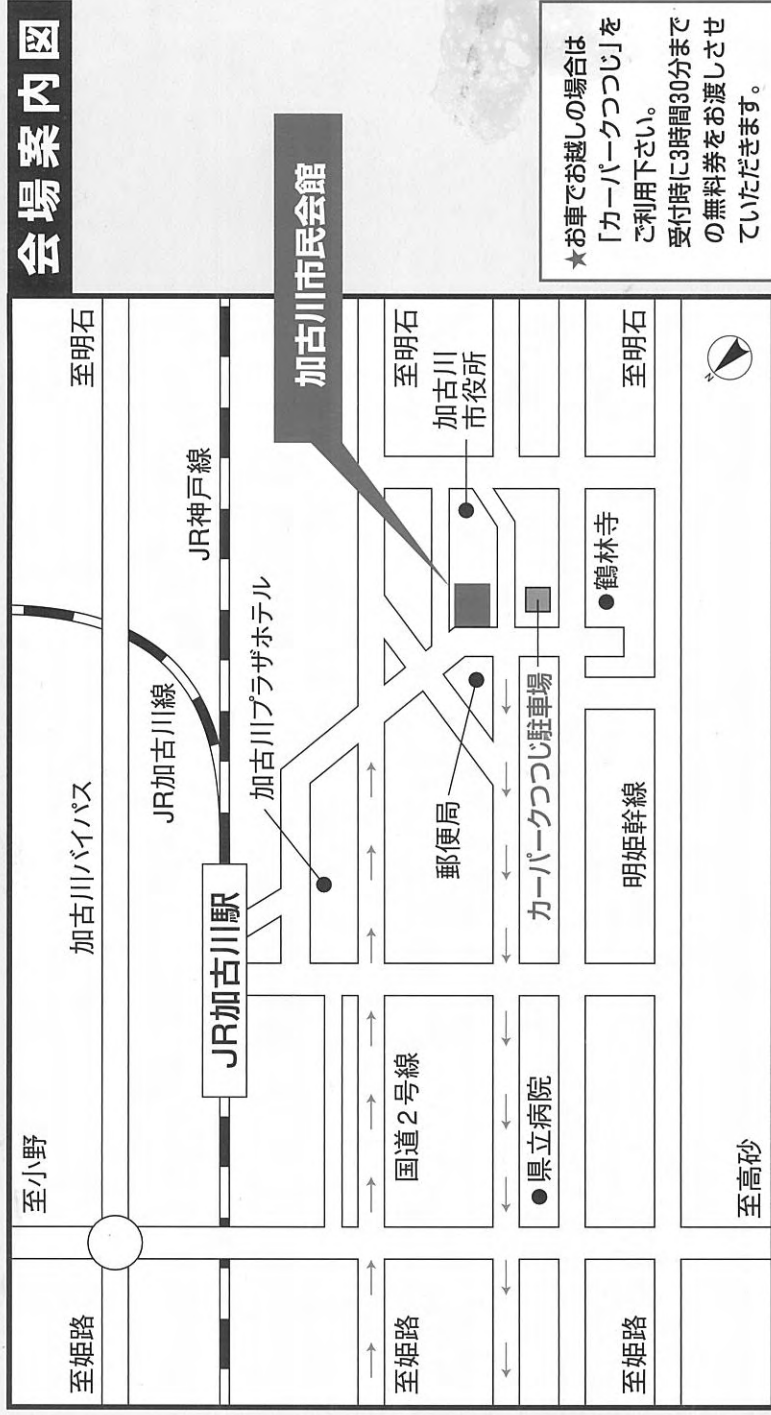 会場案内図
至小野
加古川バイパス
至明石
至姫路
JR加古川線
JR神戸線
JR加古川駅
加古川プラザホテル
加古川市民会館
国道2号線
至姫路
至明石
郵便局
加古川
市役所
県立病院
カーパークつつじ駐車場
鶴林寺
至姫路
明姫幹線
至明石
至高砂
N
★お車でお越しの場合は
「カーパークつつじ」を
ご利用下さい。
受付時に3時間30分まで
の無料券をお渡しさせ
ていただきます。